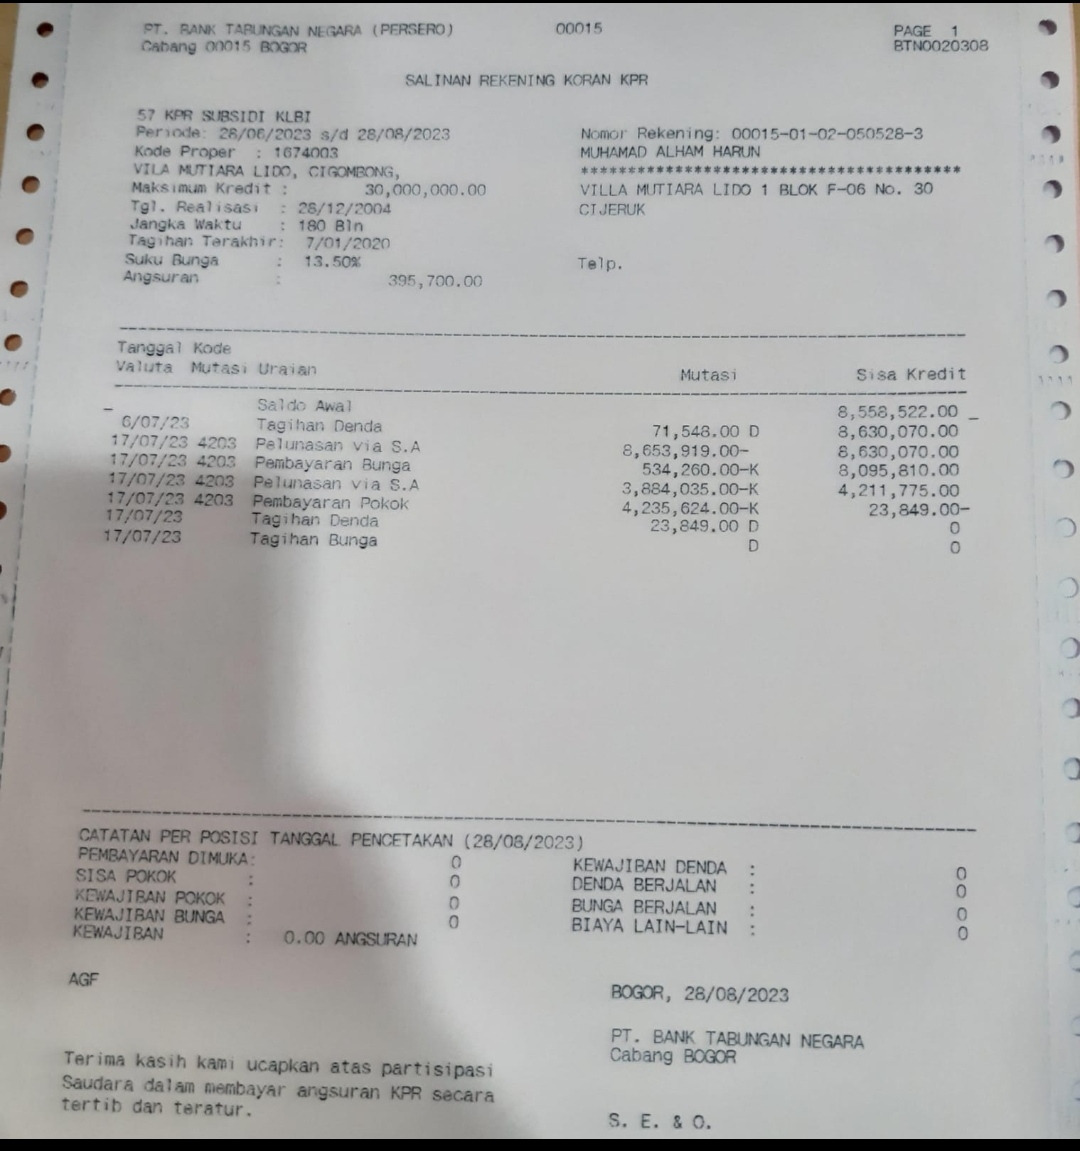 PT. BANK TABUNGAN NEGARA (PERSERO) 00015 PAGE 1
Cabang 00015 BOGOR BTN0020308
SALINAN REKENING KORAN KPR
57 KPR SUBSIDI KLBI
Periode: 28/06/2023 s/d 28/08/2023 Nomor Rekening: 00015-01-02-050528-3
Kode Proper : 1674003 MUHAMAD ALHAM HARUN
VILA MUTIARA LIDO, CIGOMBONG, ****************************************
Maksimum Kredit : 30,000,000.00 VILLA MUTIARA LIDO 1 BLOK F-06 No. 30
Tgl. Realisasi : 28/12/2004 CIJERUK
Jangka Waktu : 180 Bln
Tagihan Terakhir: 7/01/2020
Suku Bunga : 13.50% Telp.
Angsuran : 395,700.00
Tanggal Kode
Valuta Mutasi Uraian Mutasi Sisa Kredit
_ Saldo Awal 8,558,522.00 _
6/07/23 Tagihan Denda 71,548.00 D 8,630,070.00
17/07/23 4203 Pelunasan via S.A 8,653,919.00- 8,630,070.00
17/07/23 4203 Pembayaran Bunga 534,260.00-K 8,095,810.00
17/07/23 4203 Pelunasan via S.A 3,884,035.00-K 4,211,775.00
17/07/23 4203 Pembayaran Pokok 4,235,624.00-K 23,849.00-
17/07/23 Tagihan Denda 23,849.00 D 0
17/07/23 Tagihan Bunga D 0
CATATAN PER POSISI TANGGAL PENCETAKAN (28/08/2023)
PEMBAYARAN DIMUKA: 0 KEWAJIBAN DENDA : 0
SISA POKOK : 0 DENDA BERJALAN : 0
KEWAJIBAN POKOK : 0 BUNGA BERJALAN : 0
KEWAJIBAN BUNGA : 0 BIAYA LAIN-LAIN : 0
KEWAJIBAN : 0.00 ANGSURAN
AGF
BOGOR, 28/08/2023
PT. BANK TABUNGAN NEGARA
Cabang BOGOR
Terima kasih kami ucapkan atas partisipasi
Saudara dalam membayar angsuran KPR secara
tertib dan teratur.
S. E. & O.